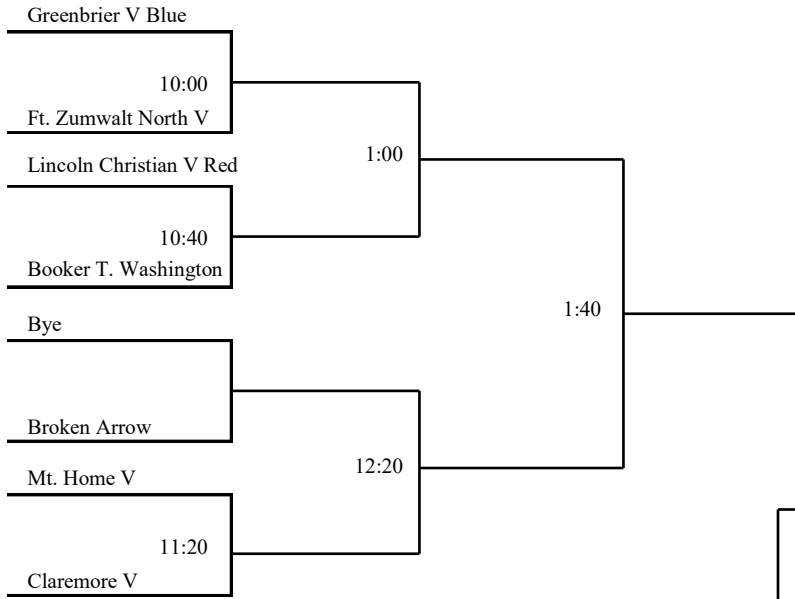 Greenbrier V Blue
10:00
Ft. Zumwalt North V
1:00
Lincoln Christian V Red
10:40
Booker T. Washington
1:40
Bye
Broken Arrow
12:20
Mt. Home V
11:20
Claremore V